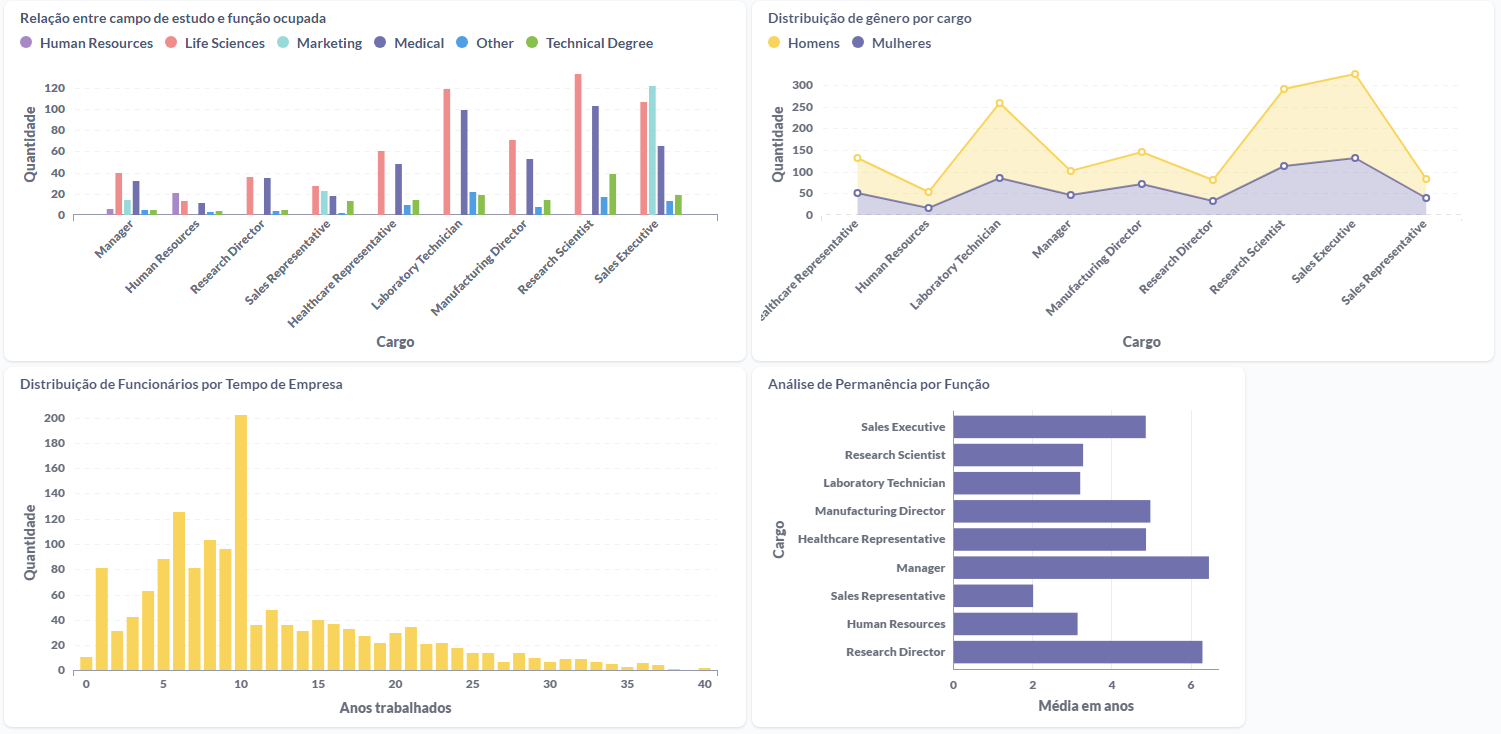 Relação entre campo de estudo e função ocupada
Human Resources Life Sciences Marketing Medical Other Technical Degree
Quantidade
120
100
80
60
40
20
0
Manager
Human Resources
Research Director
Sales Representative
Healthcare Representative
Laboratory Technician
Manufacturing Director
Research Scientist
Sales Executive
Cargo
Distribuição de gênero por cargo
Homens Mulheres
Quantidade
300
250
200
150
100
50
0
ealthcare Representative
Human Resources
Laboratory Technician
Manager
Manufacturing Director
Research Director
Research Scientist
Sales Executive
Sales Representative
Cargo
Distribuição de Funcionários por Tempo de Empresa
Quantidade
200
180
160
140
120
100
80
60
40
20
0
0 5 10 15 20 25 30 35 40
Anos trabalhados
Análise de Permanência por Função
Cargo
Sales Executive
Research Scientist
Laboratory Technician
Manufacturing Director
Healthcare Representative
Manager
Sales Representative
Human Resources
Research Director
0 2 4 6
Média em anos